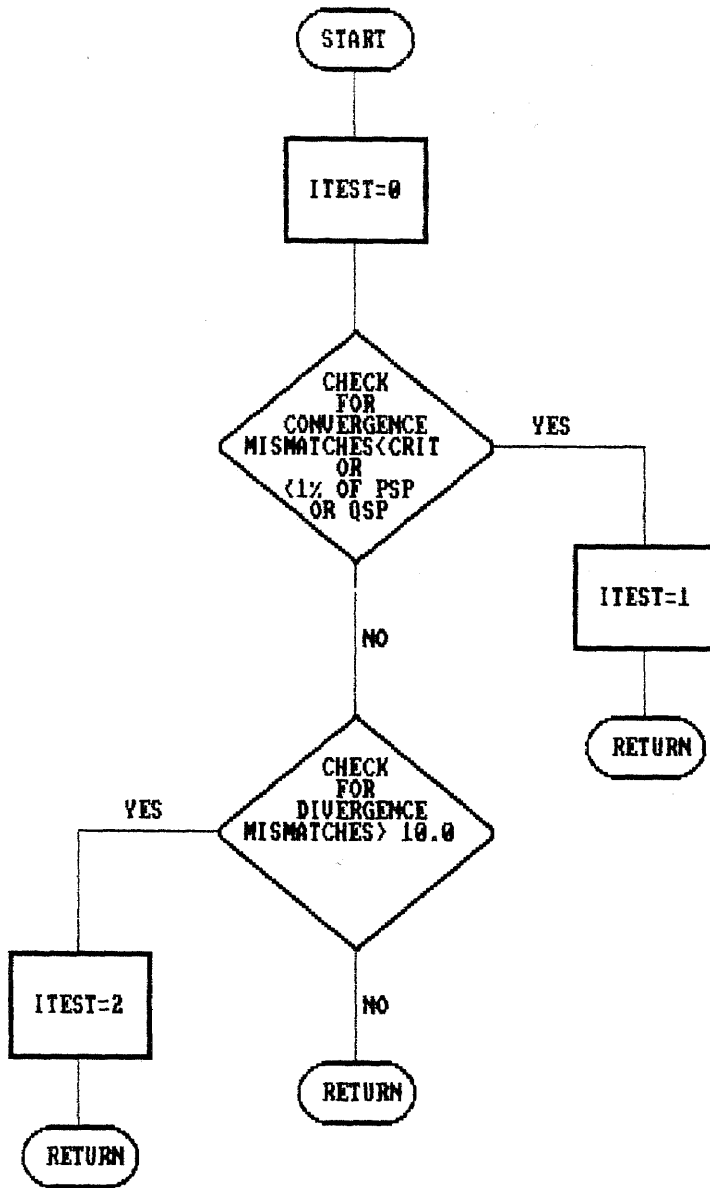 START
ITEST=0
CHECK
FOR
CONVERGENCE
MISMATCHES<CRIT
OR
<1% OF PSP
OR QSP
YES
ITEST=1
RETURN
NO
CHECK
FOR
DIVERGENCE
MISMATCHES> 10.0
YES
ITEST=2
RETURN
NO
RETURN